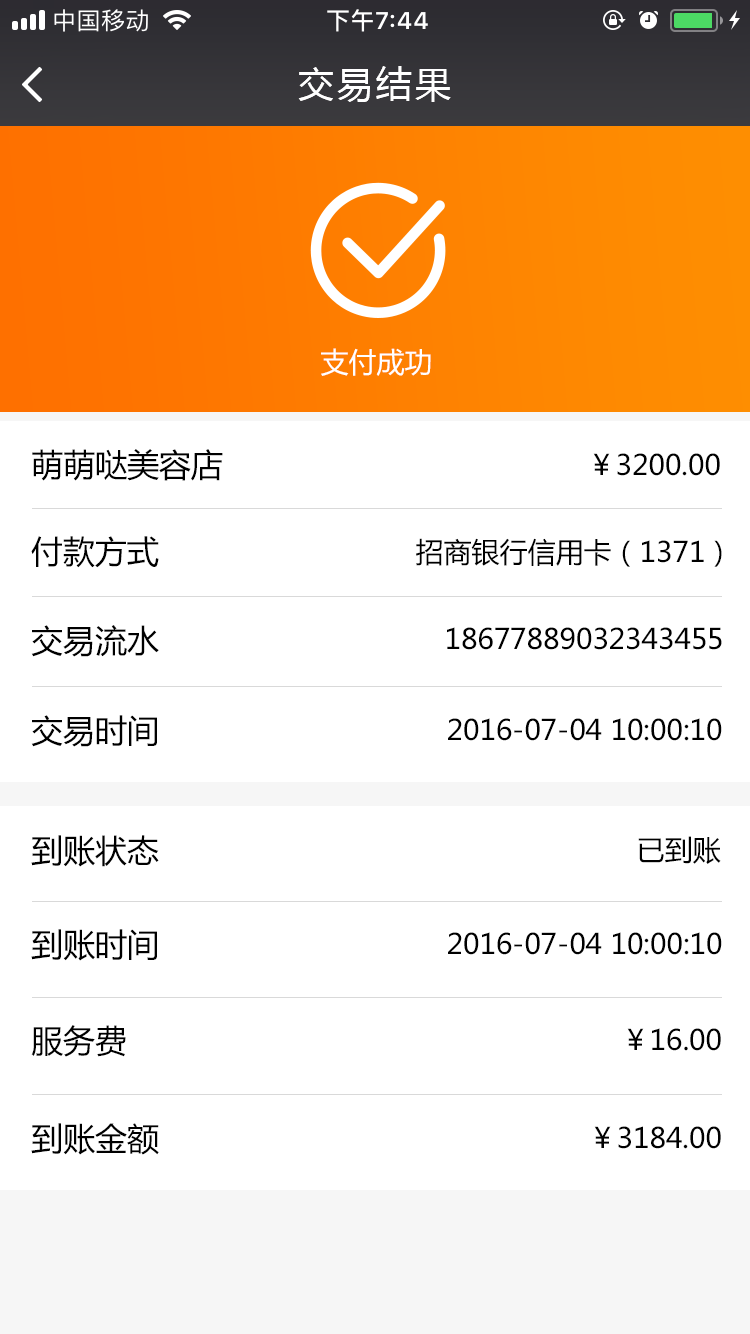 中国移动 下午7:44
交易结果
支付成功
萌萌哒美容店 ¥ 3200.00
付款方式 招商银行信用卡 ( 1371 )
交易流水 18677889032343455
交易时间 2016-07-04 10:00:10
到账状态 已到账
到账时间 2016-07-04 10:00:10
服务费 ¥ 16.00
到账金额 ¥ 3184.00